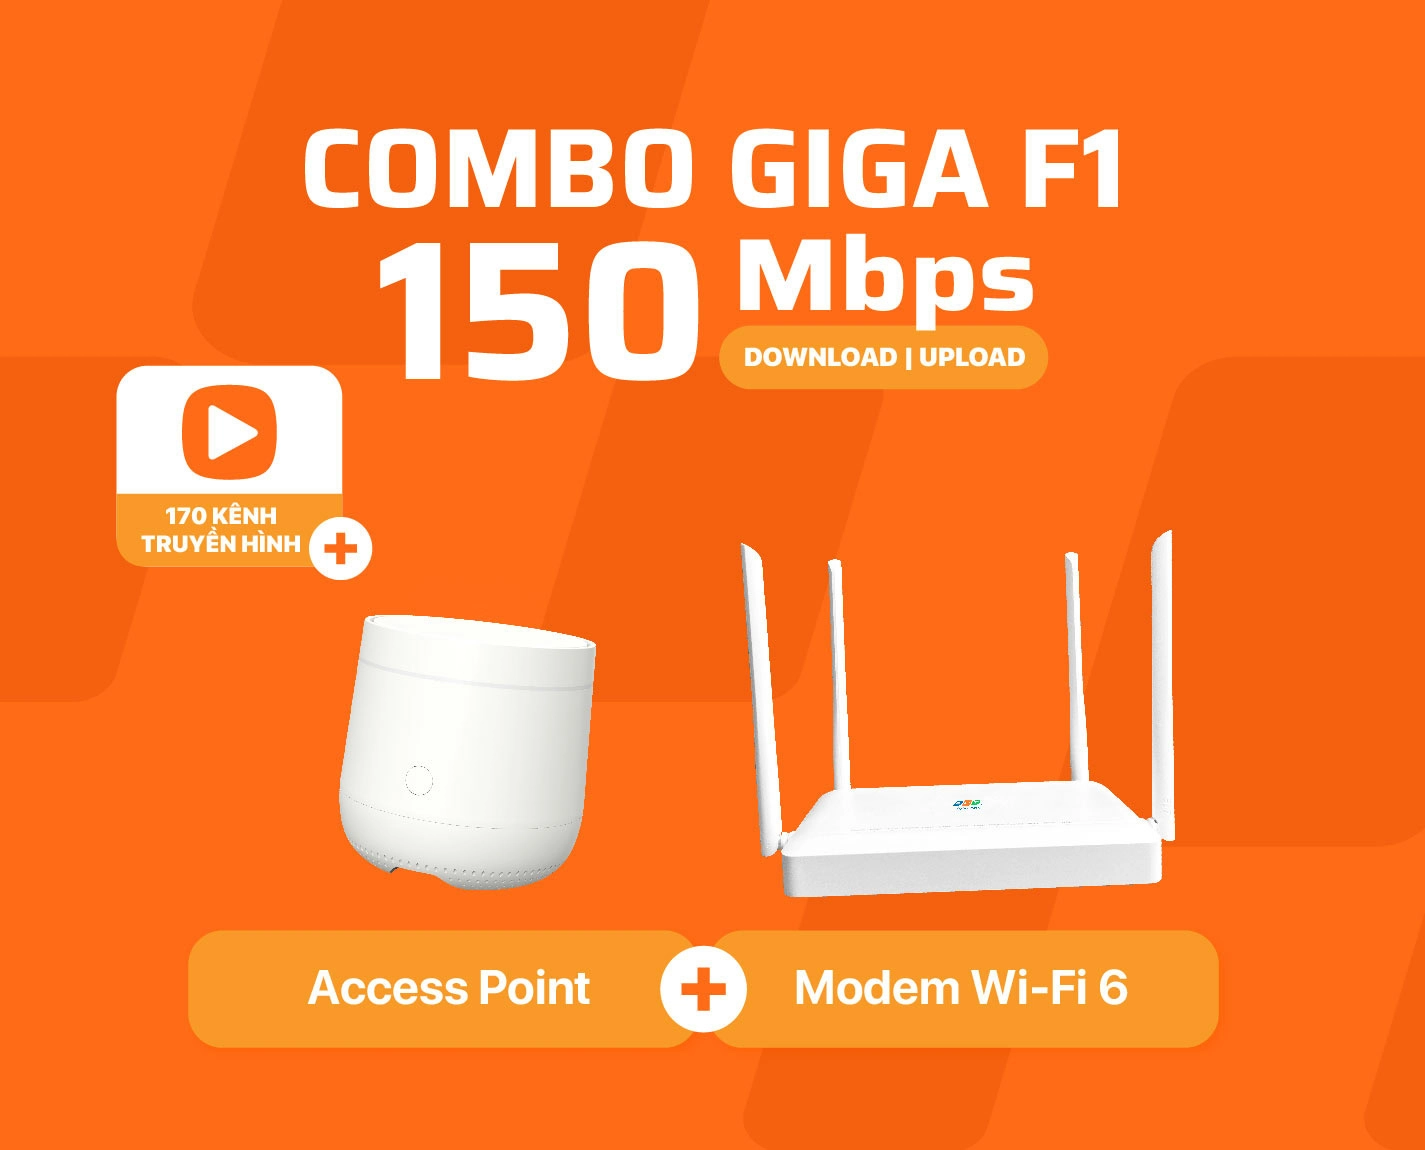 COMBO GIGA F1
150 Mbps
DOWNLOAD | UPLOAD
170 KÊNH
TRUYỀN HÌNH
Access Point
Modem Wi-Fi 6